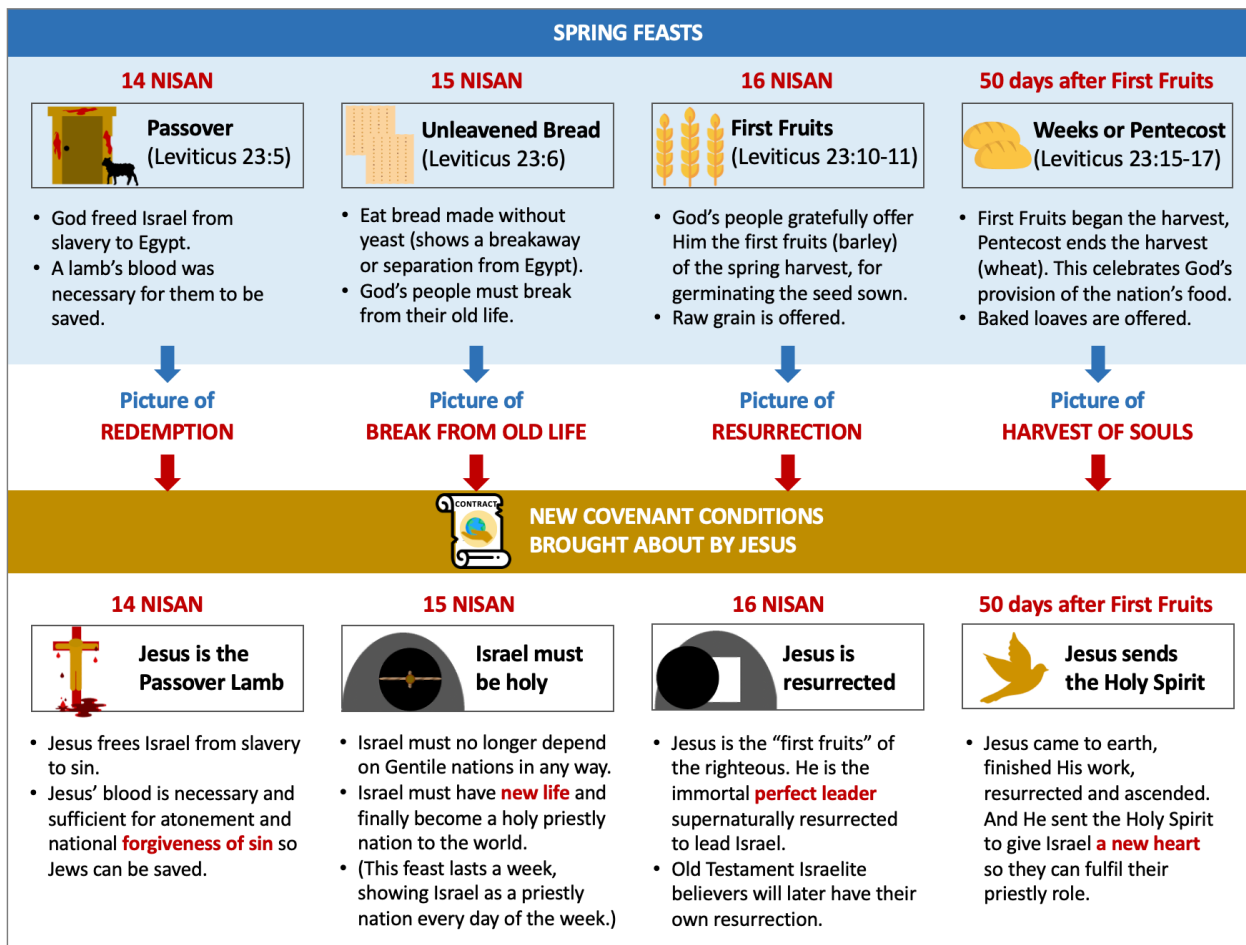 SPRING FEASTS
14 NISAN
Passover
(Leviticus 23:5)
• God freed Israel from
slavery to Egypt.
• A lamb’s blood was
necessary for them to be
saved.
Picture of
REDEMPTION
15 NISAN
Unleavened Bread
(Leviticus 23:6)
• Eat bread made without
yeast (shows a breakaway
or separation from Egypt).
• God’s people must break
from their old life.
Picture of
BREAK FROM OLD LIFE
16 NISAN
First Fruits
(Leviticus 23:10-11)
• God’s people gratefully offer
Him the first fruits (barley)
of the spring harvest, for
germinating the seed sown.
• Raw grain is offered.
Picture of
RESURRECTION
50 days after First Fruits
Weeks or Pentecost
(Leviticus 23:15-17)
• First Fruits began the harvest,
Pentecost ends the harvest
(wheat). This celebrates God’s
provision of the nation’s food.
• Baked loaves are offered.
Picture of
HARVEST OF SOULS
CONTRACT
NEW COVENANT CONDITIONS
BROUGHT ABOUT BY JESUS
14 NISAN
Jesus is the
Passover Lamb
• Jesus frees Israel from slavery
to sin.
• Jesus’ blood is necessary and
sufficient for atonement and
national forgiveness of sin so
Jews can be saved.
15 NISAN
Israel must
be holy
• Israel must no longer depend
on Gentile nations in any way.
• Israel must have new life and
finally become a holy priestly
nation to the world.
• (This feast lasts a week,
showing Israel as a priestly
nation every day of the week.)
16 NISAN
Jesus is
resurrected
• Jesus is the “first fruits” of
the righteous. He is the
immortal perfect leader
supernaturally resurrected
to lead Israel.
• Old Testament Israelite
believers will later have their
own resurrection.
50 days after First Fruits
Jesus sends
the Holy Spirit
• Jesus came to earth,
finished His work,
resurrected and ascended.
And He sent the Holy Spirit
to give Israel a new heart
so they can fulfil their
priestly role.